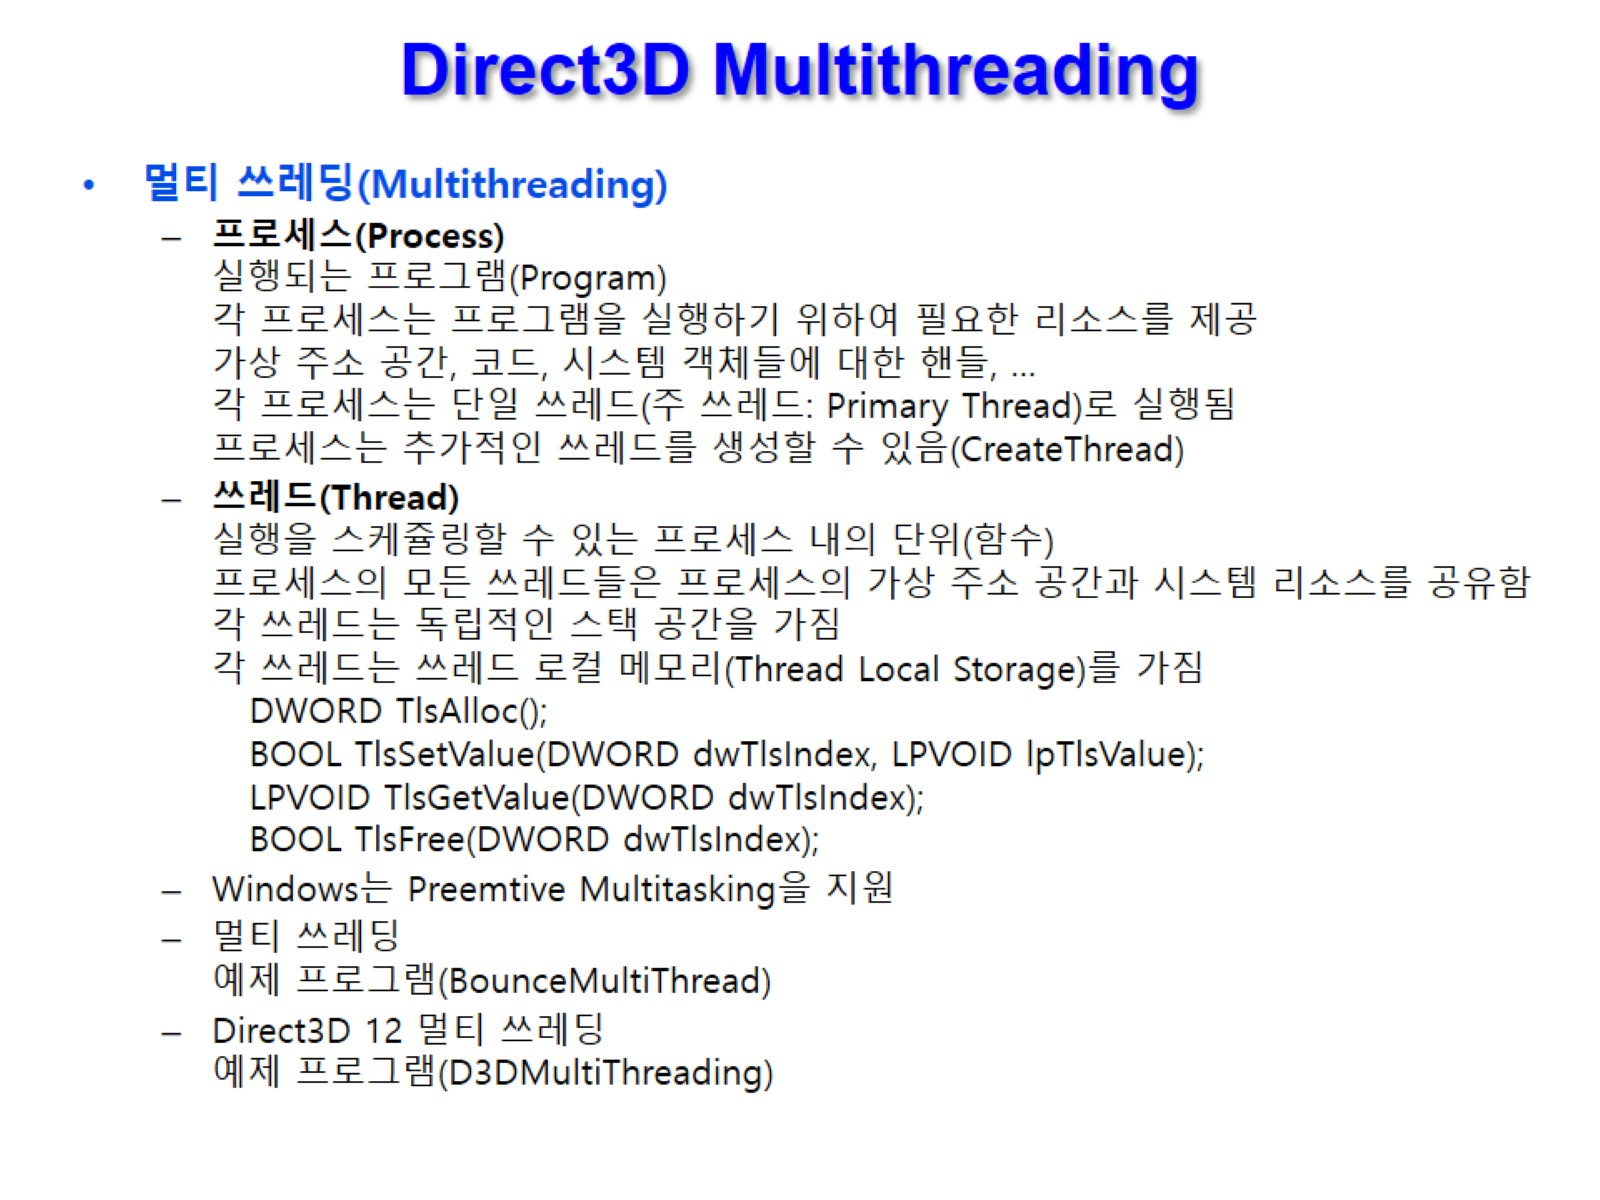 Direct3D Multithreading
• 멀티 쓰레딩(Multithreading)
– 프로세스(Process)
실행되는 프로그램(Program)
각 프로세스는 프로그램을 실행하기 위하여 필요한 리소스를 제공
가상 주소 공간, 코드, 시스템 객체들에 대한 핸들, ...
각 프로세스는 단일 쓰레드(주 쓰레드: Primary Thread)로 실행됨
프로세스는 추가적인 쓰레드를 생성할 수 있음(CreateThread)
– 쓰레드(Thread)
실행을 스케쥴링할 수 있는 프로세스 내의 단위(함수)
프로세스의 모든 쓰레드들은 프로세스의 가상 주소 공간과 시스템 리소스를 공유함
각 쓰레드는 독립적인 스택 공간을 가짐
각 쓰레드는 쓰레드 로컬 메모리(Thread Local Storage)를 가짐
DWORD TlsAlloc();
BOOL TlsSetValue(DWORD dwTlsIndex, LPVOID lpTlsValue);
LPVOID TlsGetValue(DWORD dwTlsIndex);
BOOL TlsFree(DWORD dwTlsIndex);
– Windows는 Preemtive Multitasking을 지원
– 멀티 쓰레딩
예제 프로그램(BounceMultiThread)
– Direct3D 12 멀티 쓰레딩
예제 프로그램(D3DMultiThreading)